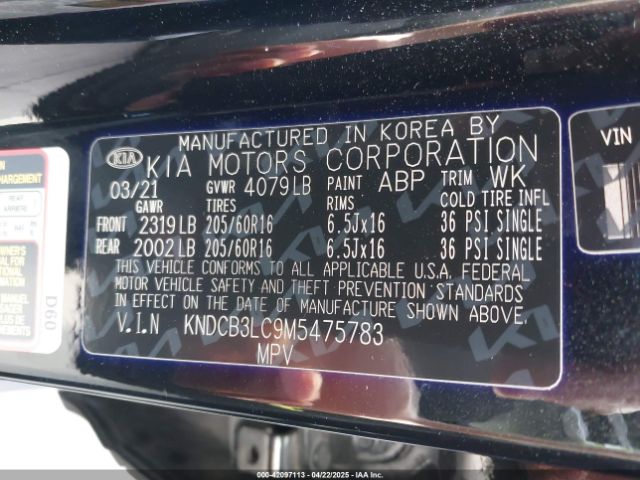 MANUFACTURED IN KOREA BY
KIA KIA MOTORS CORPORATION
03/21 GVWR 4079LB PAINT ABP TRIM WK
GAWR TIRES RIMS COLD TIRE INFL
FRONT 2319LB 205/60R16 6.5Jx16 36 PSI SINGLE
REAR 2002LB 205/60R16 6.5Jx16 36 PSI SINGLE
THIS VEHICLE CONFORMS TO ALL APPLICABLE U.S.A. FEDERAL
MOTOR VEHICLE SAFETY AND THEFT PREVENTION STANDARDS
IN EFFECT ON THE DATE OF MANUFACTURE SHOWN ABOVE.
V.I.N KNDCB3LC9M5475783
MPV
VIN
D60
000-42097113 - 04/22/2025 - COPYRIGHT IAA, LLC.